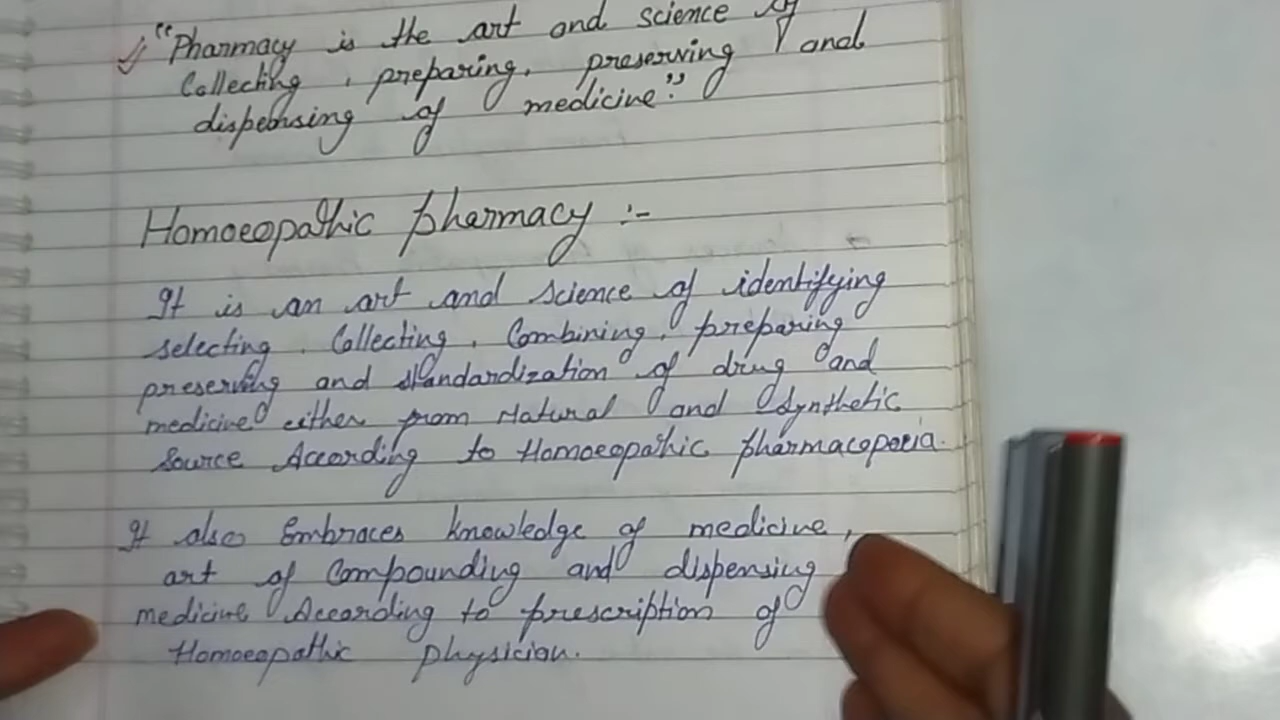 "Pharmacy is the art and science of
Collecting, preparing, preserving and
dispensing of medicine."
Homoeopathic pharmacy :-
It is an art and science of identifying
selecting, Collecting, Combining, preparing
preserving and standardization of drug and
medicine either from Natural and Synthetic
Source According to Homoeopathic pharmacopoeia.
It also Embraces knowledge of medicine,
art of Compounding and dispensing
medicine According to prescription of
Homoeopathic physician.